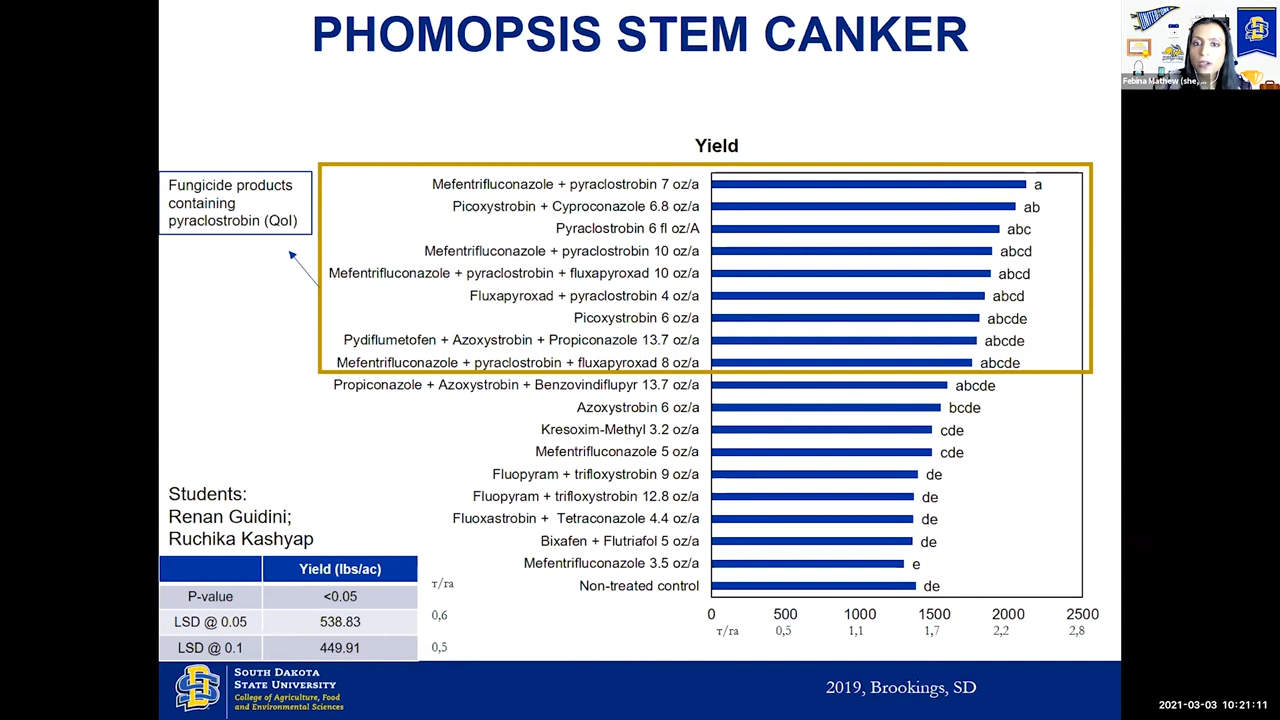 PHOMOPSIS STEM CANKER
Febina Mathew (she, ...
Yield
Fungicide products
containing
pyraclostrobin (QoI)
Mefentrifluconazole + pyraclostrobin 7 oz/a a
Picoxystrobin + Cyproconazole 6.8 oz/a ab
Pyraclostrobin 6 fl oz/A abc
Mefentrifluconazole + pyraclostrobin 10 oz/a abcd
Mefentrifluconazole + pyraclostrobin + fluxapyroxad 10 oz/a abcd
Fluxapyroxad + pyraclostrobin 4 oz/a abcd
Picoxystrobin 6 oz/a abcde
Pydiflumetofen + Azoxystrobin + Propiconazole 13.7 oz/a abcde
Mefentrifluconazole + pyraclostrobin + fluxapyroxad 8 oz/a abcde
Propiconazole + Azoxystrobin + Benzovindiflupyr 13.7 oz/a abcde
Azoxystrobin 6 oz/a bcde
Kresoxim-Methyl 3.2 oz/a cde
Mefentrifluconazole 5 oz/a cde
Fluopyram + trifloxystrobin 9 oz/a de
Fluopyram + trifloxystrobin 12.8 oz/a de
Fluoxastrobin + Tetraconazole 4.4 oz/a de
Bixafen + Flutriafol 5 oz/a de
Mefentrifluconazole 3.5 oz/a e
Non-treated control de
0 500 1000 1500 2000 2500
т/га 0,5 1,1 1,7 2,2 2,8
Students:
Renan Guidini;
Ruchika Kashyap
Yield (lbs/ac) т/га
P-value <0.05
LSD @ 0.05 538.83 0,6
LSD @ 0.1 449.91 0,5
SOUTH DAKOTA
STATE UNIVERSITY
College of Agriculture, Food
and Environmental Sciences
2019, Brookings, SD
2021-03-03 10:21:11